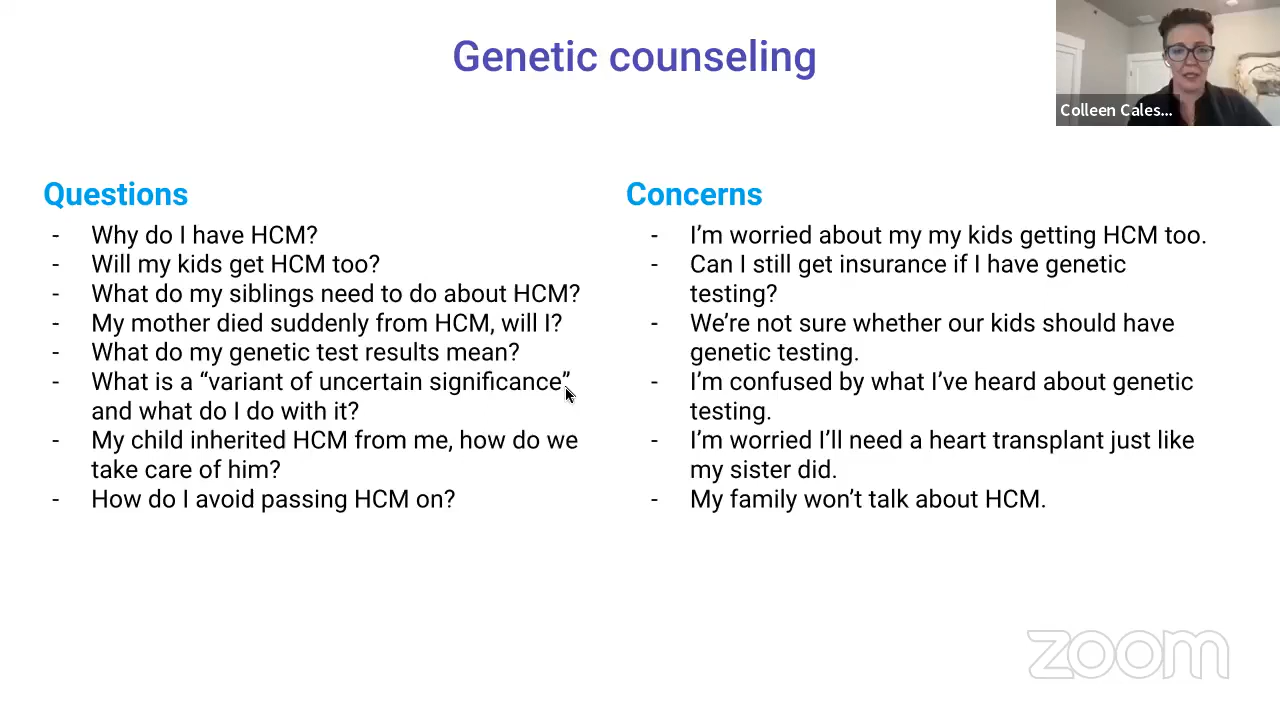 Genetic counseling
Colleen Cales...
Questions
- Why do I have HCM?
- Will my kids get HCM too?
- What do my siblings need to do about HCM?
- My mother died suddenly from HCM, will I?
- What do my genetic test results mean?
- What is a “variant of uncertain significance”
and what do I do with it?
- My child inherited HCM from me, how do we
take care of him?
- How do I avoid passing HCM on?
Concerns
- I’m worried about my my kids getting HCM too.
- Can I still get insurance if I have genetic
testing?
- We’re not sure whether our kids should have
genetic testing.
- I’m confused by what I’ve heard about genetic
testing.
- I’m worried I’ll need a heart transplant just like
my sister did.
- My family won’t talk about HCM.
zoom